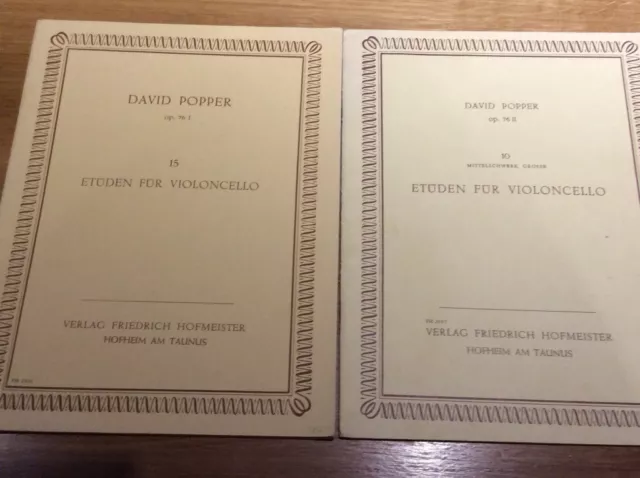 DAVID POPPER
op. 76 I
15
ETÜDEN FÜR VIOLONCELLO
VERLAG FRIEDRICH HOFMEISTER
HOFHEIM AM TAUNUS
DAVID POPPER
op. 76 II
10
MITTELSCHWERE, GROSSE
ETÜDEN FÜR VIOLONCELLO
VERLAG FRIEDRICH HOFMEISTER
HOFHEIM AM TAUNUS